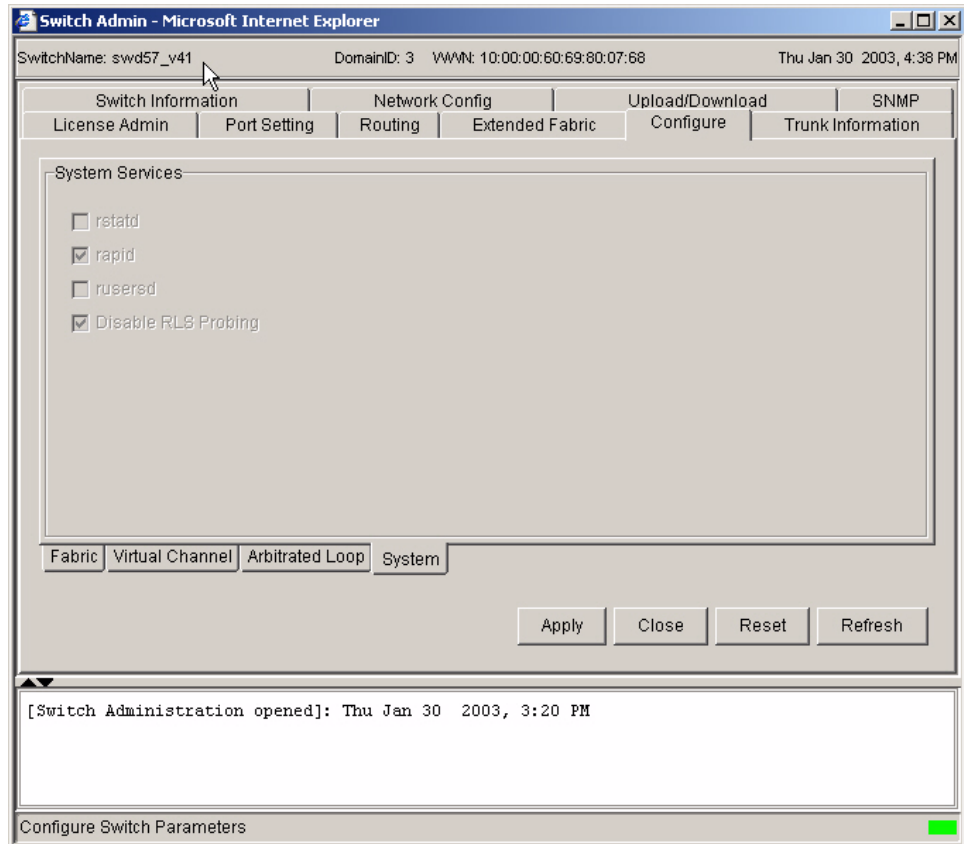 Switch Admin - Microsoft Internet Explorer
SwitchName: swd57_v41 DomainID: 3 WWN: 10:00:00:60:69:80:07:68 Thu Jan 30 2003, 4:38 PM
Switch Information Network Config Upload/Download SNMP
License Admin Port Setting Routing Extended Fabric Configure Trunk Information
System Services
rstatd
rapid
rusersd
Disable RLS Probing
Fabric Virtual Channel Arbitrated Loop System
Apply Close Reset Refresh
[Switch Administration opened]: Thu Jan 30 2003, 3:20 PM
Configure Switch Parameters